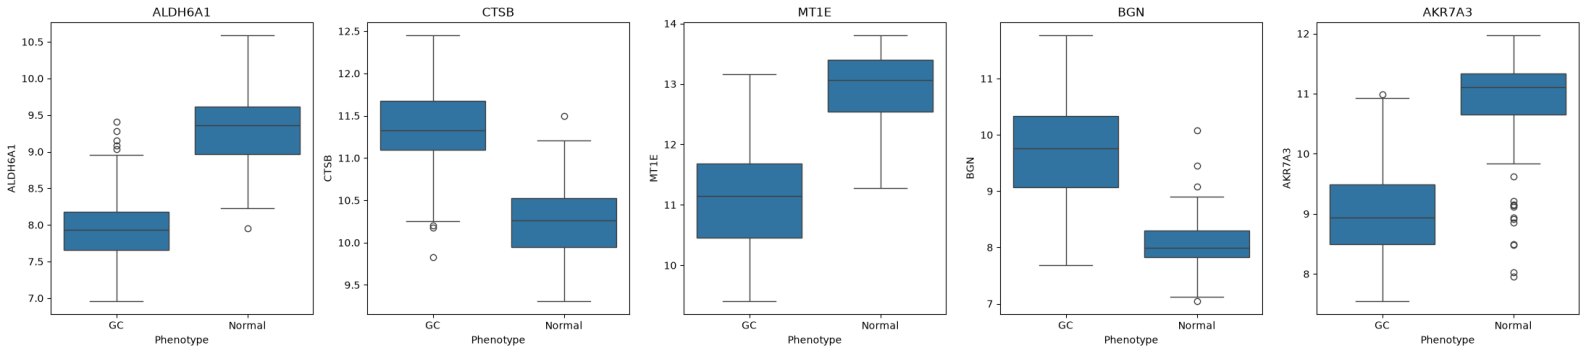 ALDH6A1
ALDH6A1
10.5
10.0
9.5
9.0
8.5
8.0
7.5
7.0
GC
Normal
Phenotype
CTSB
CTSB
12.5
12.0
11.5
11.0
10.5
10.0
9.5
GC
Normal
Phenotype
MT1E
MT1E
14
13
12
11
10
GC
Normal
Phenotype
BGN
BGN
11
10
9
8
7
GC
Normal
Phenotype
AKR7A3
AKR7A3
12
11
10
9
8
GC
Normal
Phenotype